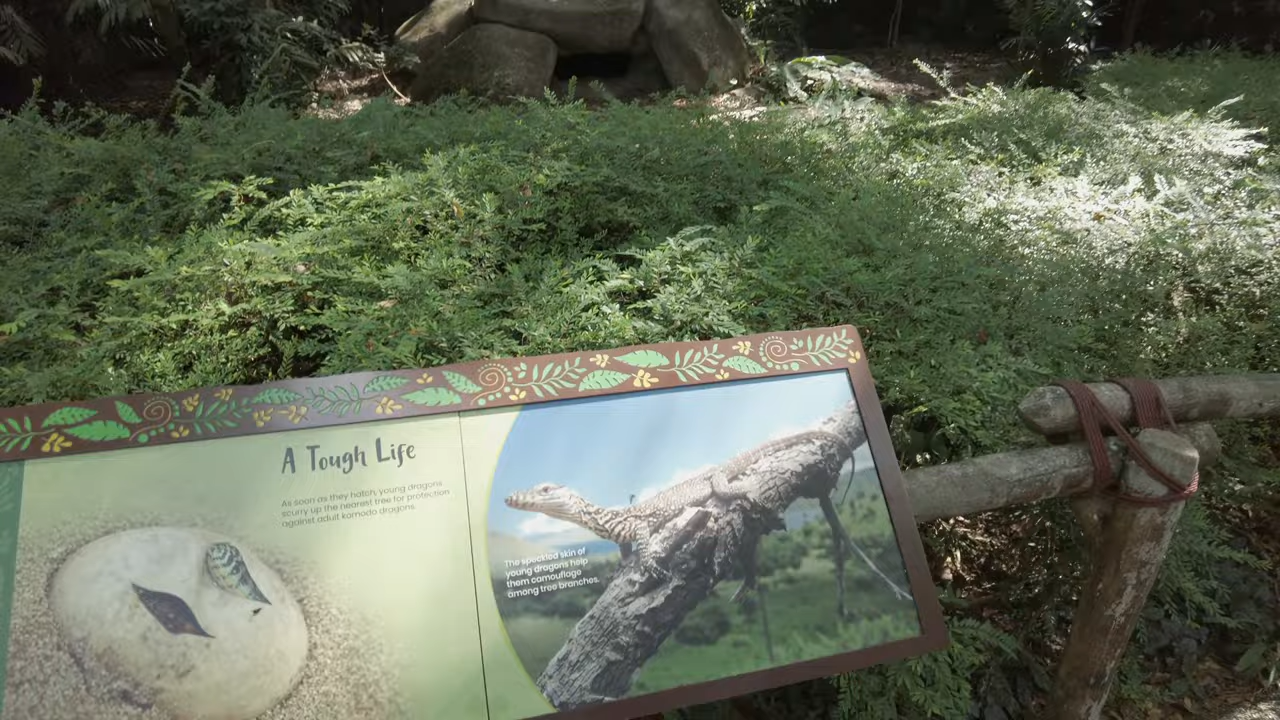 A Tough Life
As soon as they hatch, young dragons
scurry up the nearest tree for protection
against adult komodo dragons.
The speckled skin of
young dragons help
them camouflage
among tree branches.